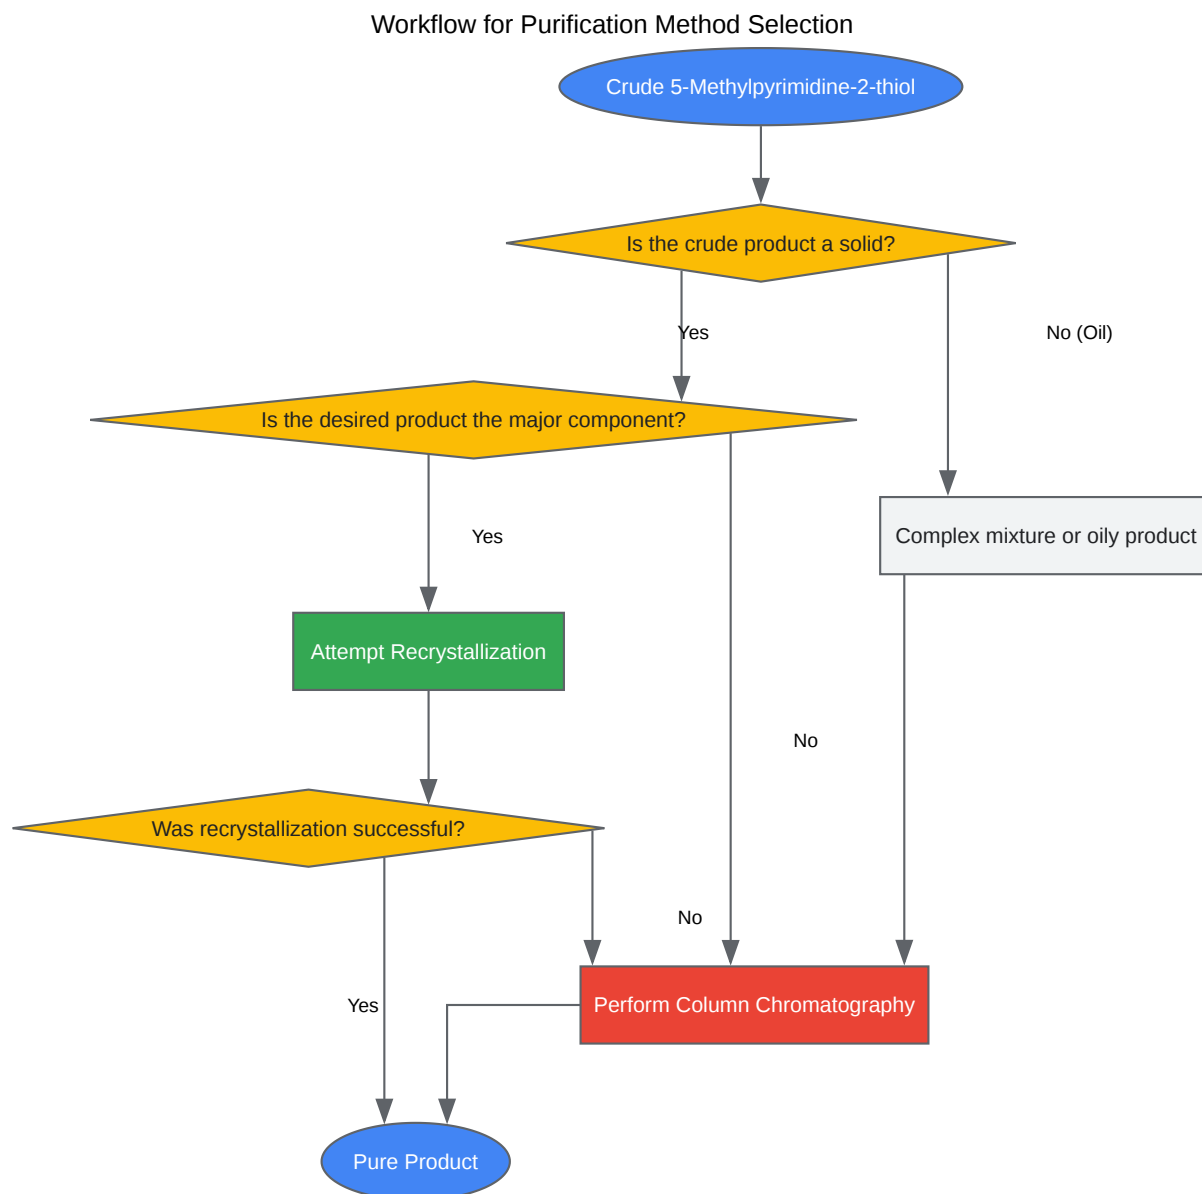 Workflow for Purification Method Selection
Crude 5-Methylpyrimidine-2-thiol
Is the crude product a solid?
Yes
No (Oil)
Is the desired product the major component?
Yes
Complex mixture or oily product
Attempt Recrystallization
No
Was recrystallization successful?
No
Yes
Perform Column Chromatography
Pure Product